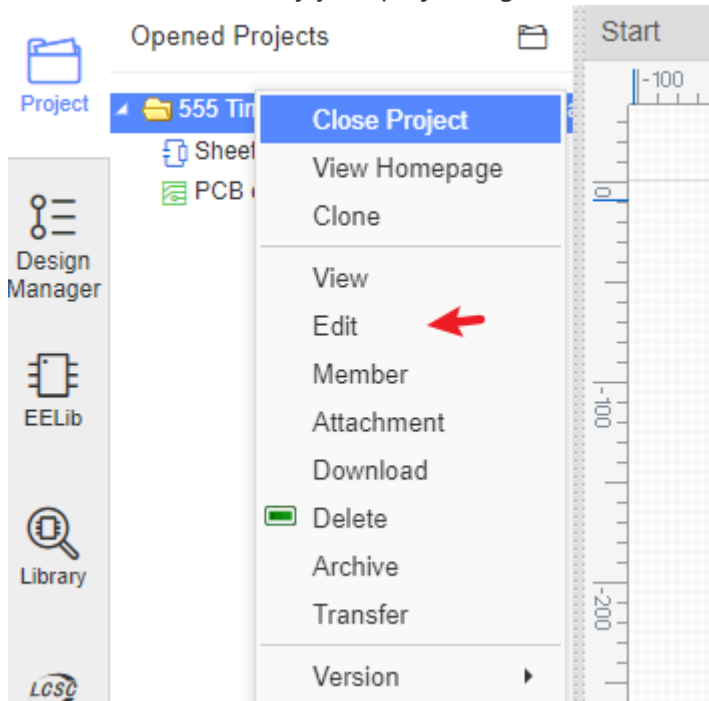 Opened Projects
Start
Project
555 Tim
Sheet
PCB
Design
Manager
EELib
Library
LCSC
Close Project
View Homepage
Clone
View
Edit
Member
Attachment
Download
Delete
Archive
Transfer
Version
-100
0
-100
-200